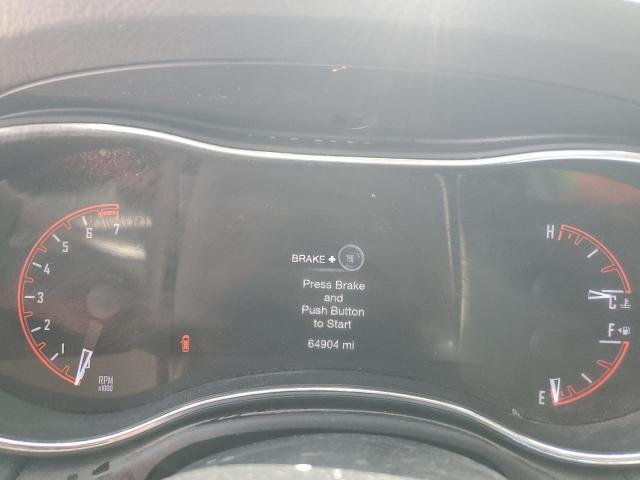 BRAKE +
Press Brake
and
Push Button
to Start
64904 mi
7
6
5
4
3
2
1
0
RPM
x1000
H
C
F
E